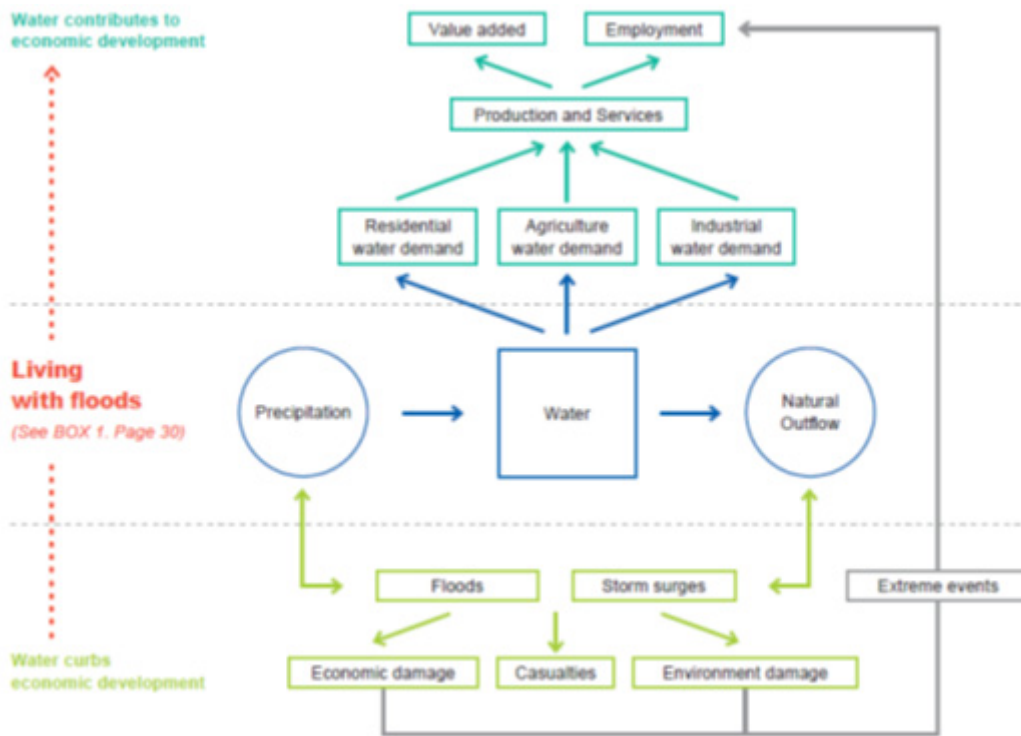 Water contributes to
economic development
Value added
Employment
Production and Services
Residential
water demand
Agriculture
water demand
Industrial
water demand
Living
with floods
(See BOX 1. Page 30)
Precipitation
Water
Natural
Outflow
Floods
Storm surges
Extreme events
Water curbs
economic development
Economic damage
Casualties
Environment damage